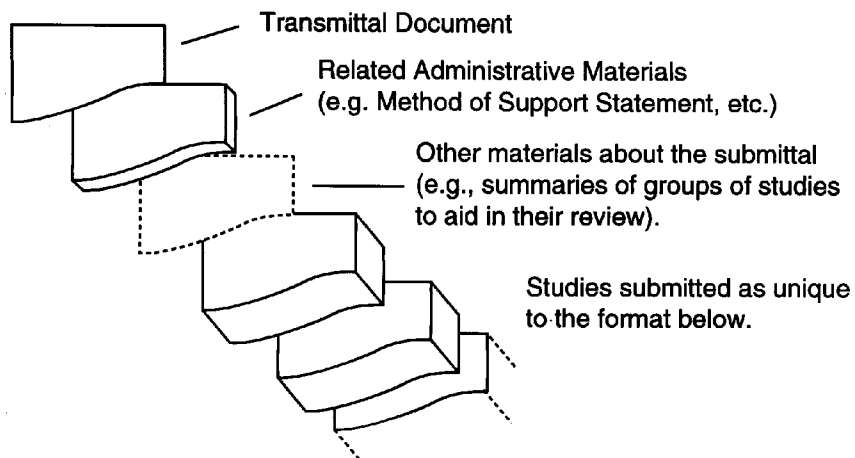 Transmittal Document
Related Administrative Materials
(e.g. Method of Support Statement, etc.)
Other materials about the submittal
(e.g., summaries of groups of studies
to aid in their review).
Studies submitted as unique
to the format below.